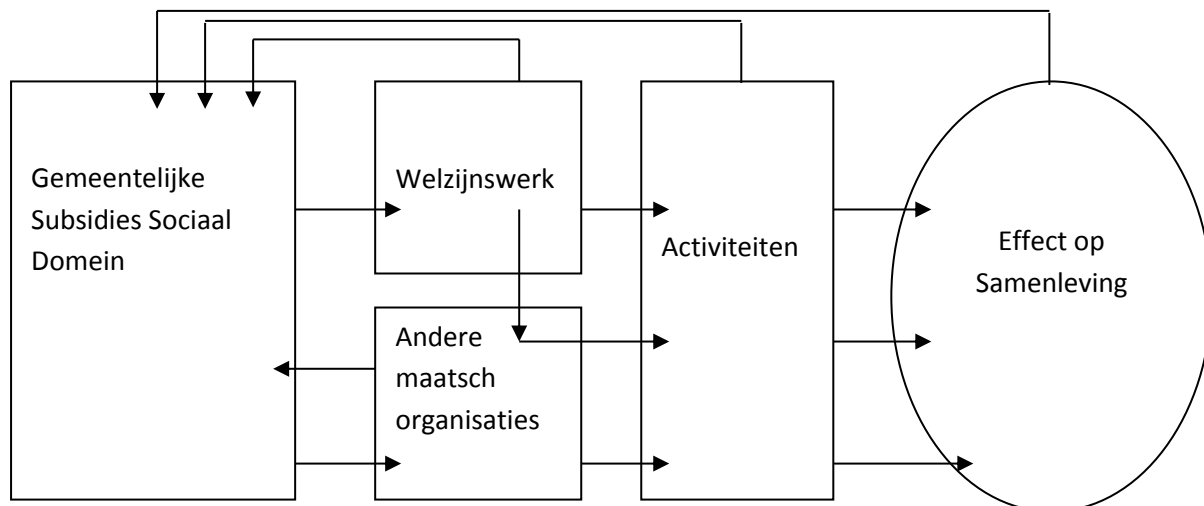 Gemeentelijke
Subsidies Sociaal
Domein
Welzijnswerk
Andere
maatsch
organisaties
Activiteiten
Effect op
Samenleving